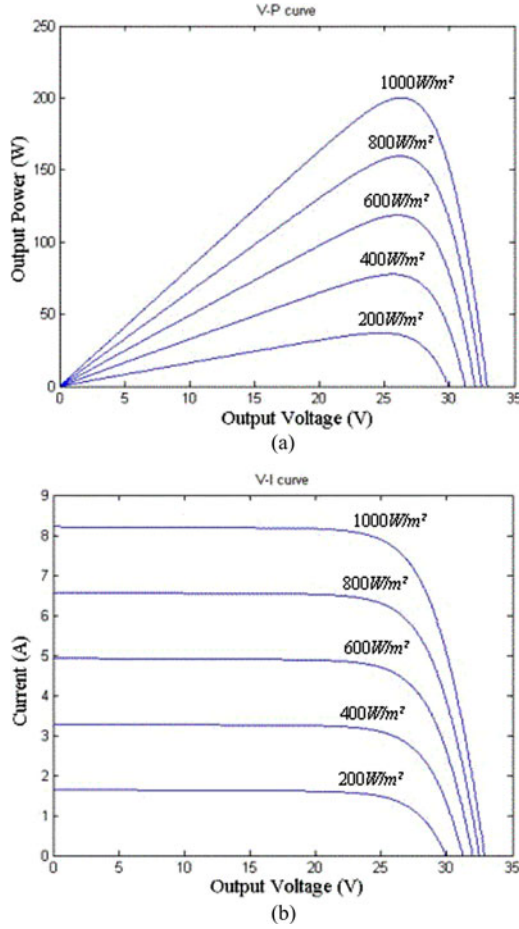 V-P curve
250
200
150
100
50
0
Output Power (W)
1000W/m²
800W/m²
600W/m²
400W/m²
200W/m²
0 5 10 15 20 25 30 35
Output Voltage (V)
(a)
V-I curve
9
8
7
6
5
4
3
2
1
0
Current (A)
1000W/m²
800W/m²
600W/m²
400W/m²
200W/m²
0 5 10 15 20 25 30 35
Output Voltage (V)
(b)